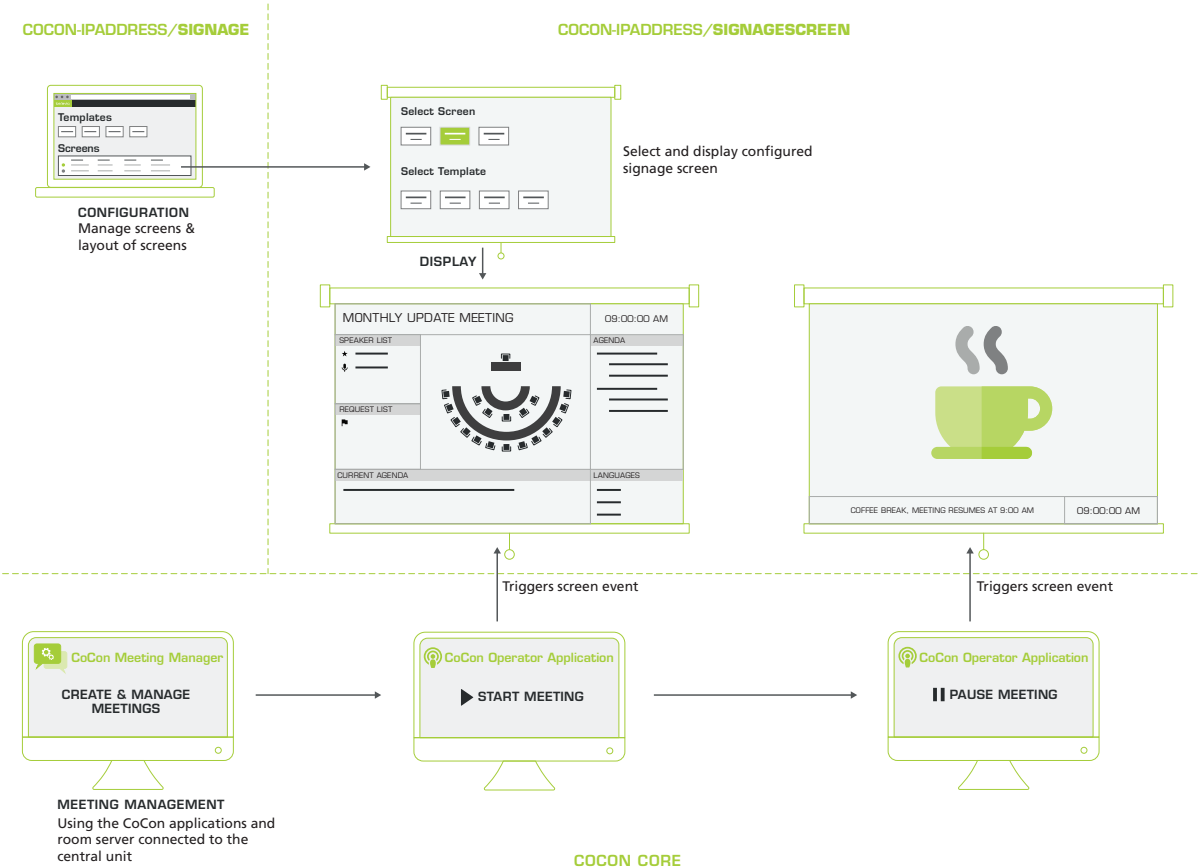 COCON-IPADDRESS/SIGNAGE
COCON-IPADDRESS/SIGNAGESCREEN
Templates
Screens
CONFIGURATION
Manage screens &
layout of screens
Select Screen
Select Template
Select and display configured
signage screen
DISPLAY
MONTHLY UPDATE MEETING
09:00:00 AM
SPEAKER LIST
AGENDA
REQUEST LIST
CURRENT AGENDA
LANGUAGES
COFFEE BREAK, MEETING RESUMES AT 9:00 AM
09:00:00 AM
Triggers screen event
Triggers screen event
CoCon Meeting Manager
CREATE & MANAGE
MEETINGS
CoCon Operator Application
START MEETING
CoCon Operator Application
PAUSE MEETING
MEETING MANAGEMENT
Using the CoCon applications and
room server connected to the
central unit
COCON CORE